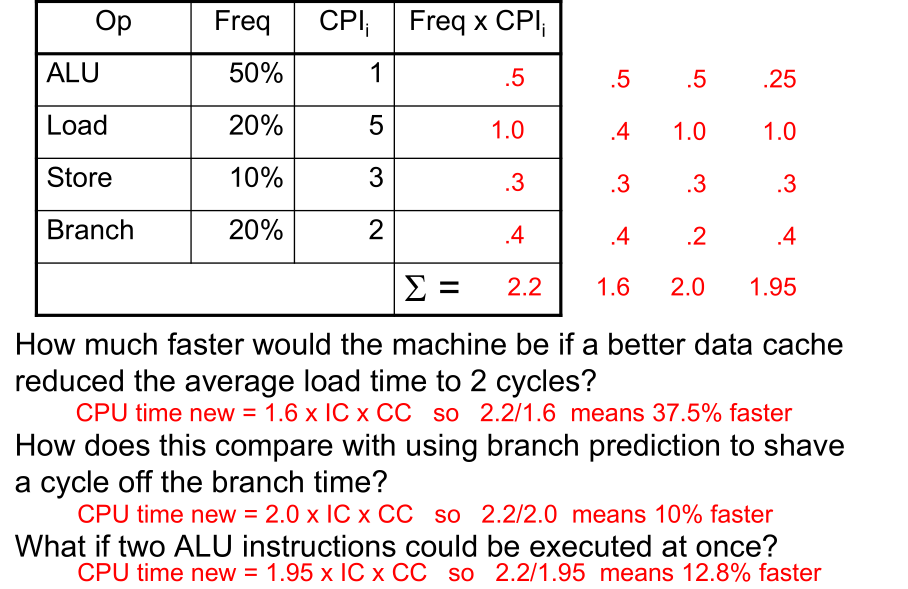 Op Freq CPIi Freq x CPIi
ALU 50% 1 .5 .5 .5 .25
Load 20% 5 1.0 .4 1.0 1.0
Store 10% 3 .3 .3 .3 .3
Branch 20% 2 .4 .4 .2 .4
Σ = 2.2 1.6 2.0 1.95
How much faster would the machine be if a better data cache
reduced the average load time to 2 cycles?
CPU time new = 1.6 x IC x CC so 2.2/1.6 means 37.5% faster
How does this compare with using branch prediction to shave
a cycle off the branch time?
CPU time new = 2.0 x IC x CC so 2.2/2.0 means 10% faster
What if two ALU instructions could be executed at once?
CPU time new = 1.95 x IC x CC so 2.2/1.95 means 12.8% faster